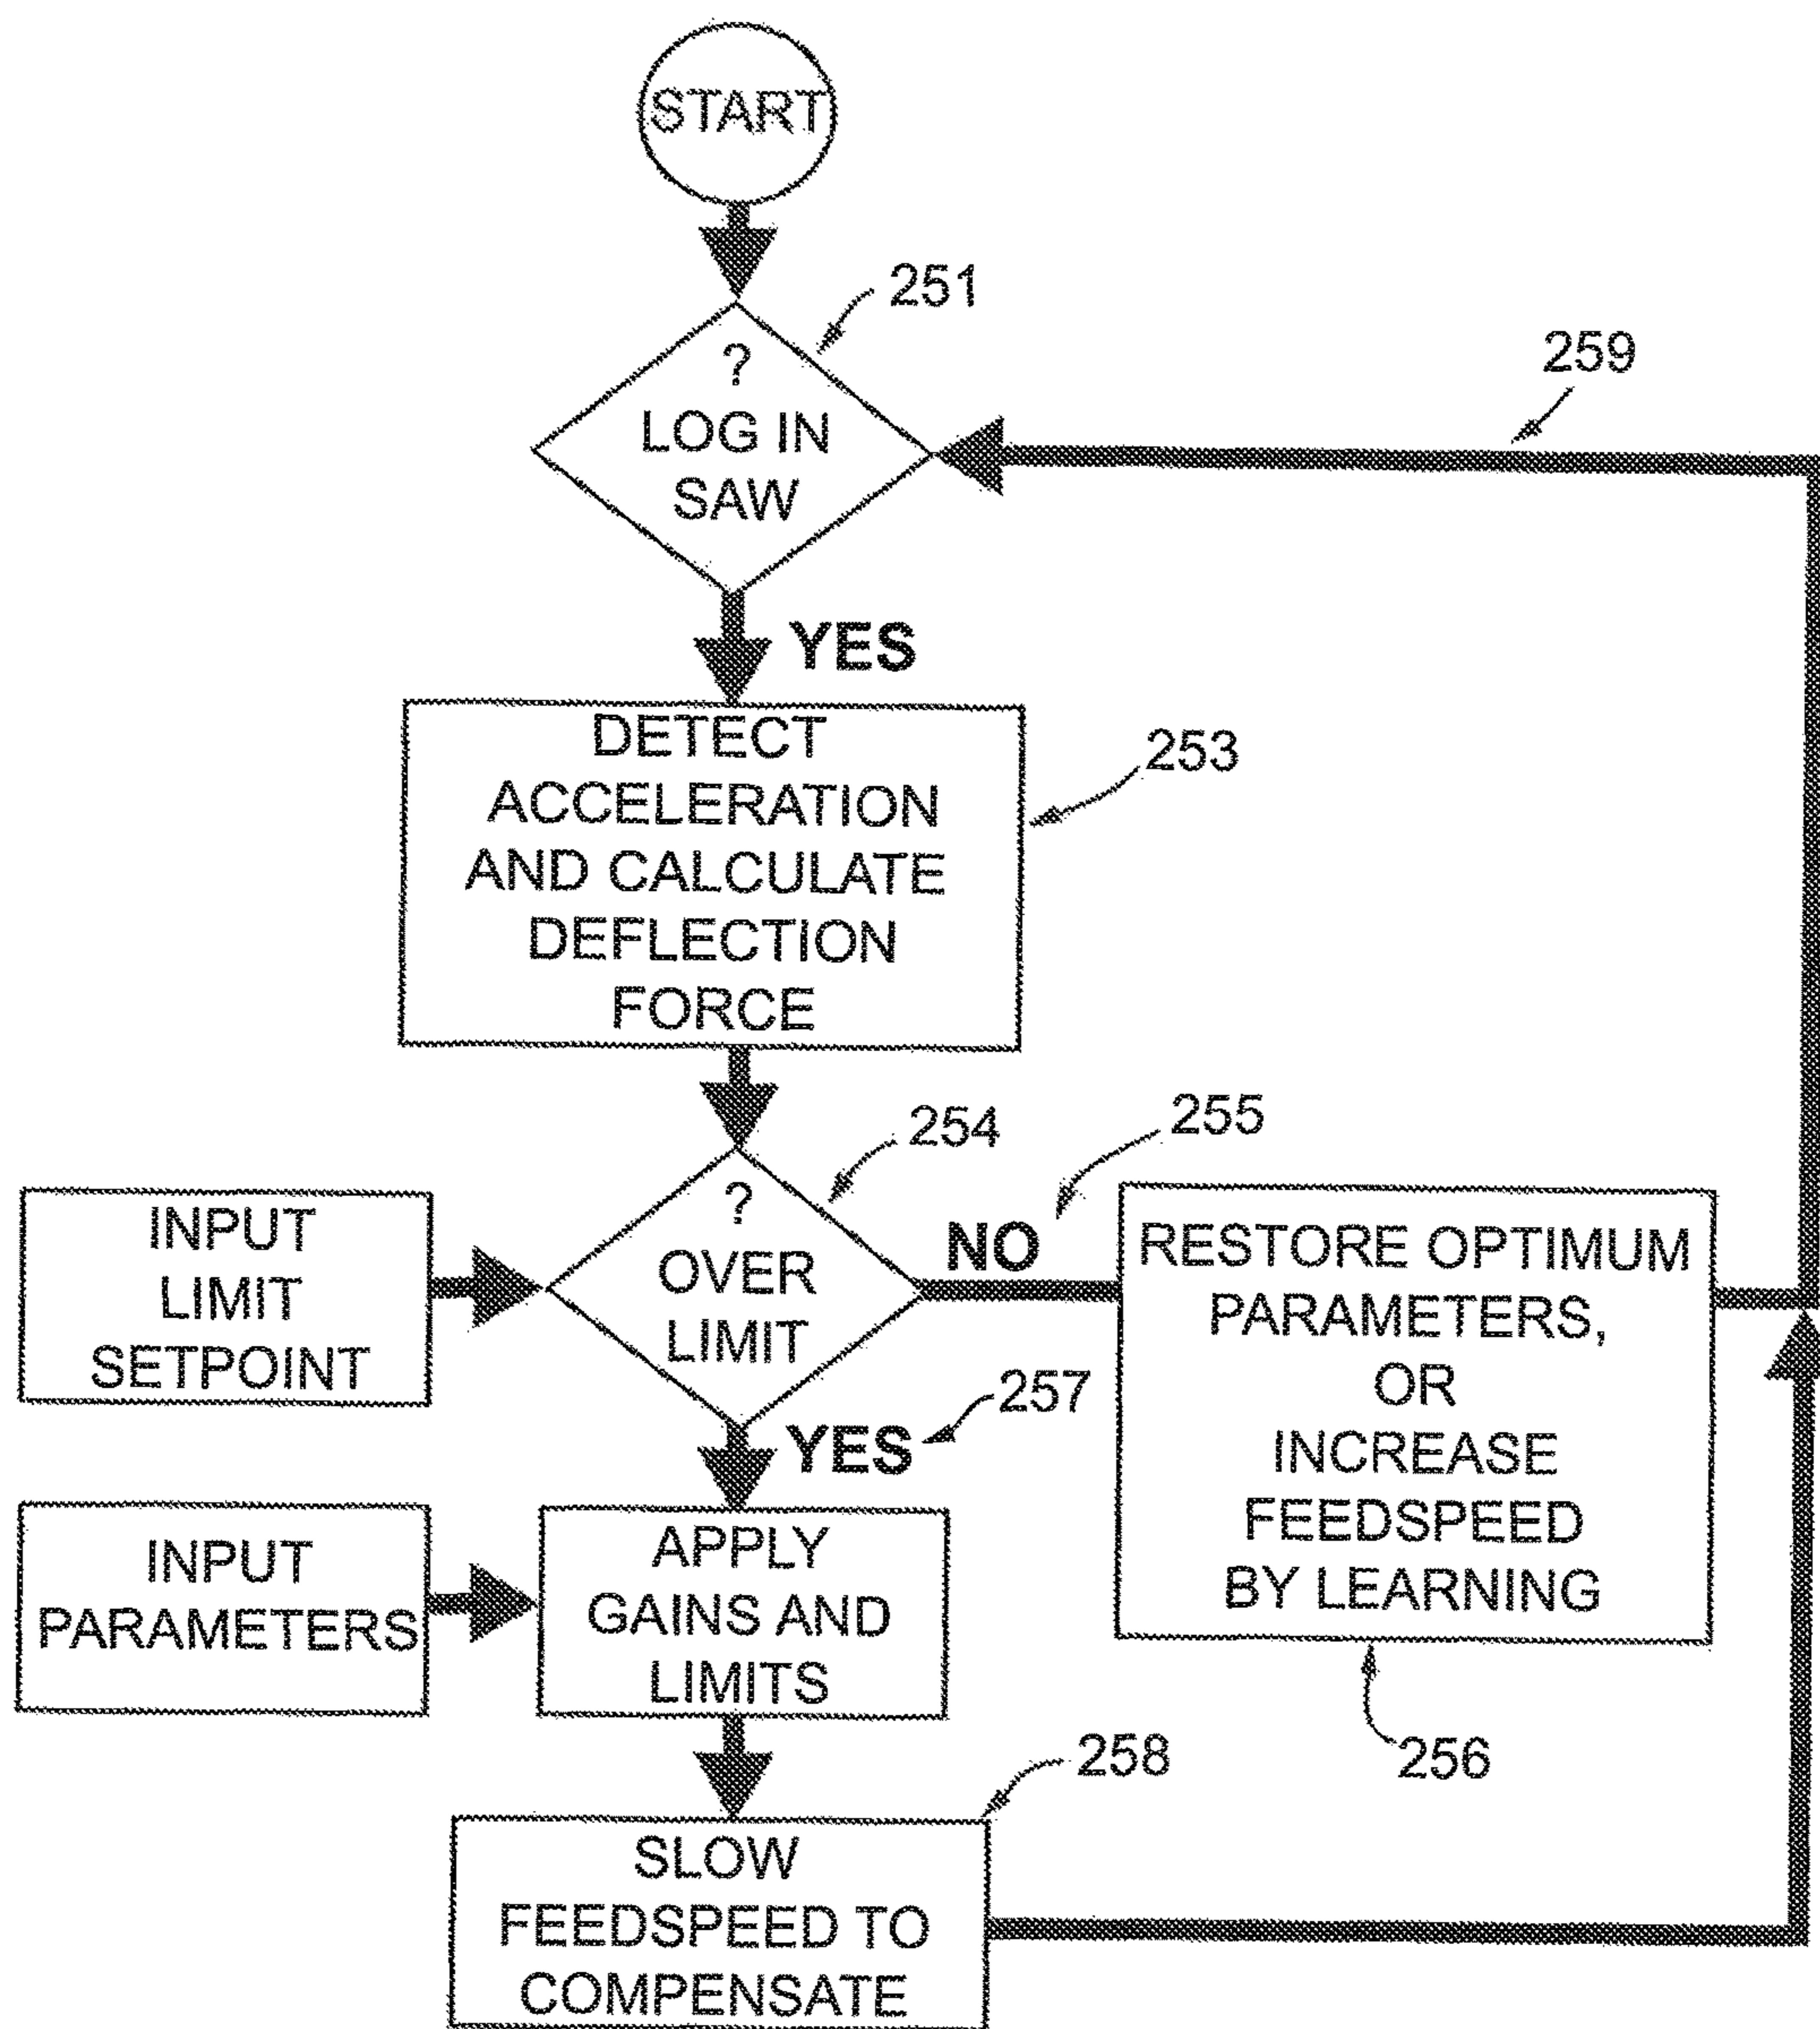 START
251
?
LOG IN
SAW
259
YES
DETECT
ACCELERATION
AND CALCULATE
DEFLECTION
FORCE
253
254
255
INPUT
LIMIT
SETPOINT
?
OVER
LIMIT
NO
RESTORE OPTIMUM
PARAMETERS,
OR
INCREASE
FEEDSPEED
BY LEARNING
257
YES
INPUT
PARAMETERS
APPLY
GAINS AND
LIMITS
256
258
SLOW
FEEDSPEED TO
COMPENSATE